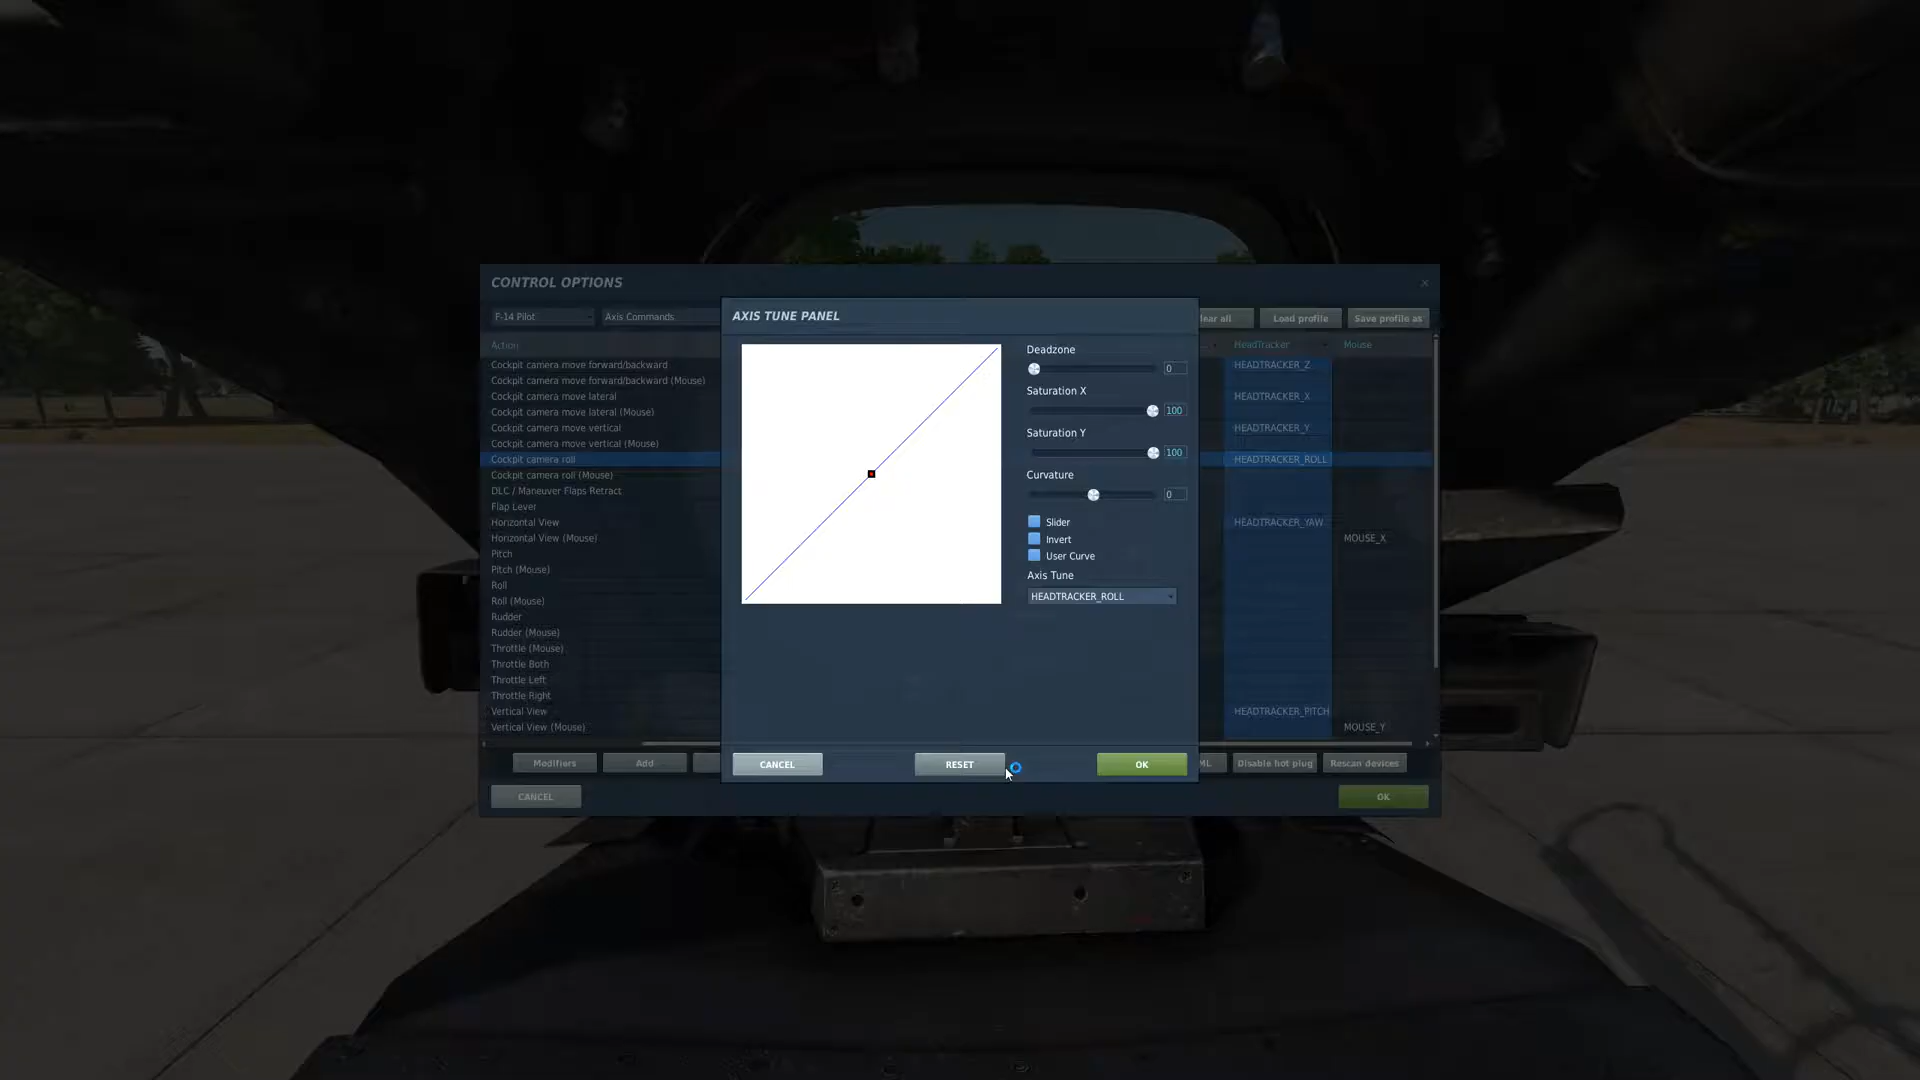 CONTROL OPTIONS
F-14 Pilot
Axis Commands
Load profile
Save profile as
AXIS TUNE PANEL
Action
HeadTracker
Mouse
Cockpit camera move forward/backward
HEADTRACKER_Z
Cockpit camera move forward/backward (Mouse)
Cockpit camera move lateral
HEADTRACKER_X
Cockpit camera move lateral (Mouse)
Cockpit camera move vertical
HEADTRACKER_Y
Cockpit camera move vertical (Mouse)
Cockpit camera roll
HEADTRACKER_ROLL
Cockpit camera roll (Mouse)
DLC / Maneuver Flaps Retract
Flap Lever
Horizontal View
HEADTRACKER_YAW
Horizontal View (Mouse)
MOUSE_X
Pitch
Pitch (Mouse)
Roll
Roll (Mouse)
Rudder
Rudder (Mouse)
Throttle (Mouse)
Throttle Both
Throttle Left
Throttle Right
Vertical View
HEADTRACKER_PITCH
Vertical View (Mouse)
MOUSE_Y
Deadzone
0
Saturation X
100
Saturation Y
100
Curvature
0
Slider
Invert
User Curve
Axis Tune
HEADTRACKER_ROLL
CANCEL
RESET
OK
Modifiers
Add
ML
Disable hot plug
Rescan devices
CANCEL
OK